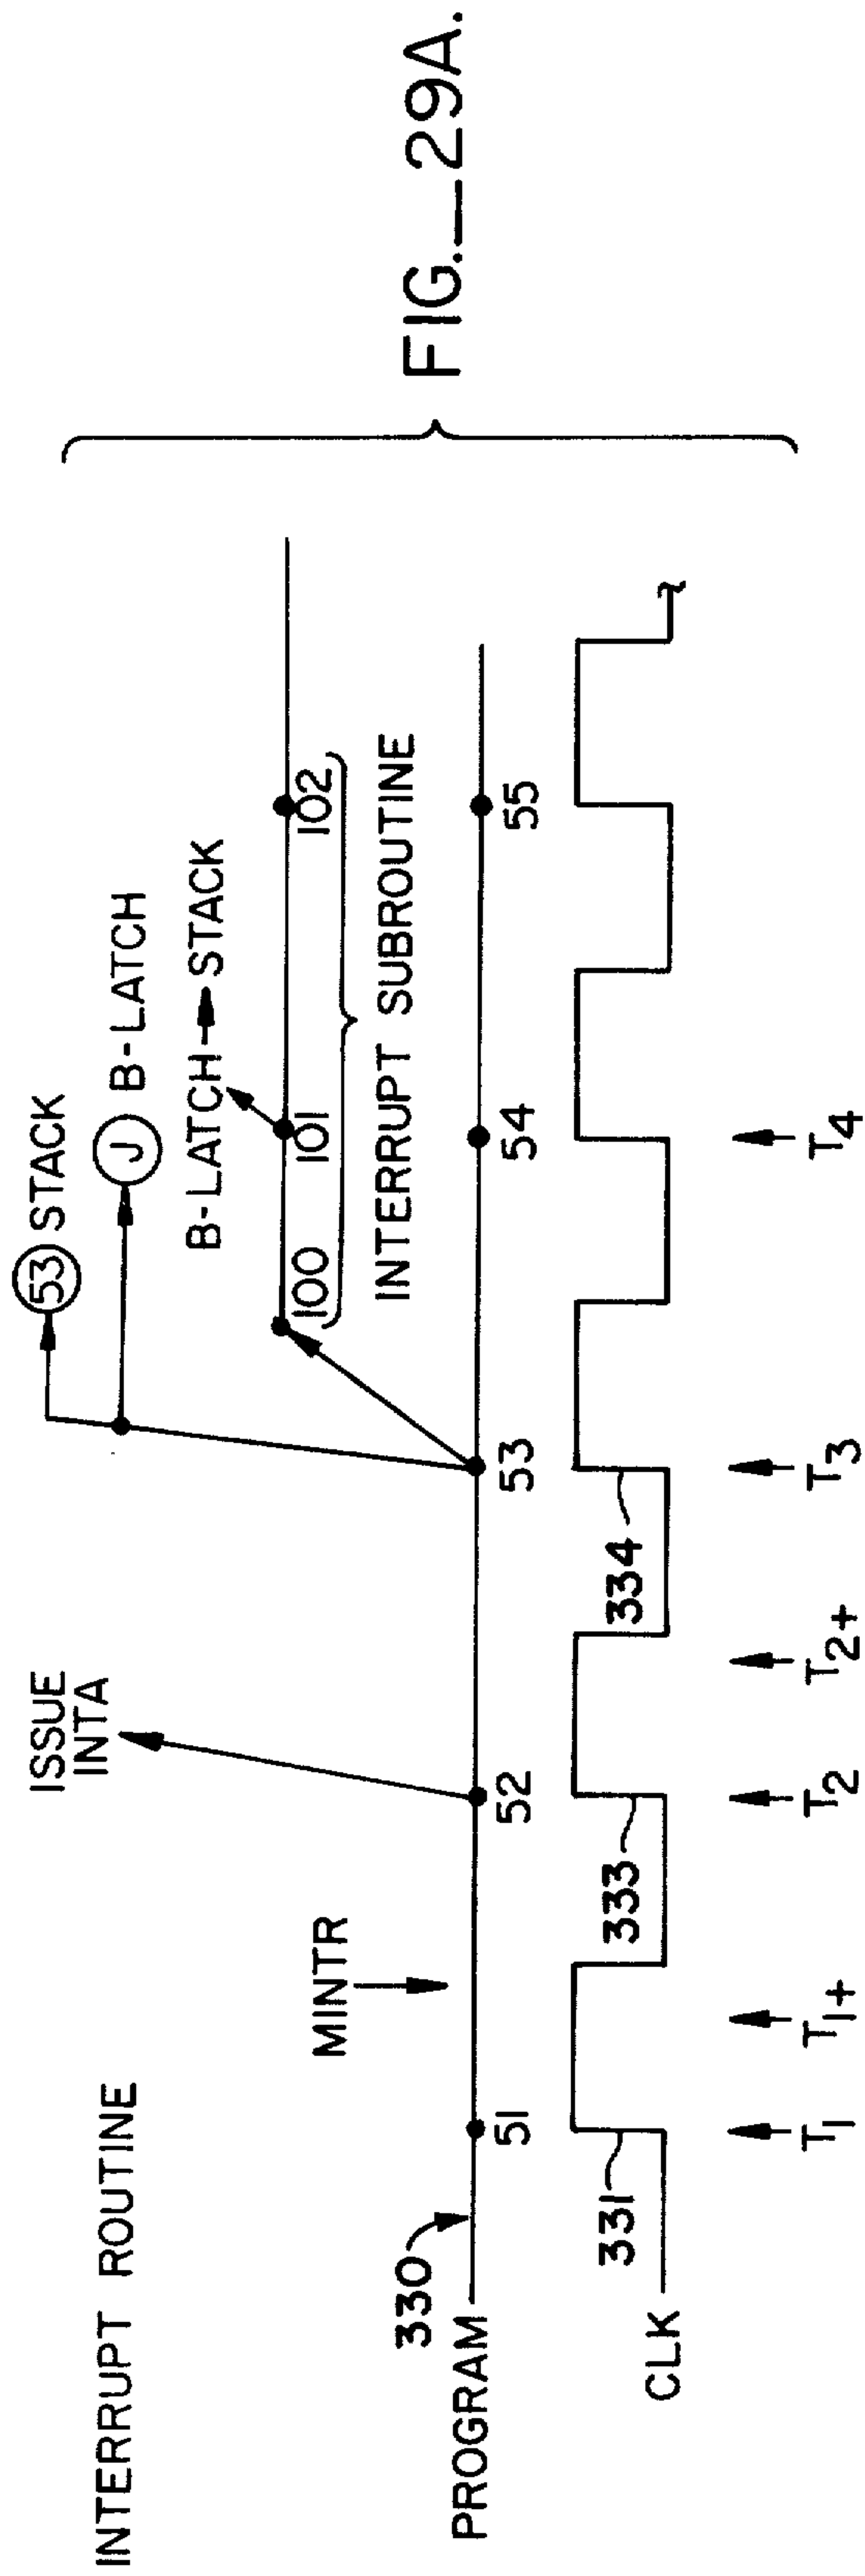 INTERRUPT ROUTINE
ISSUE
INTA
53 STACK
J B-LATCH
B-LATCH → STACK
MINTR
100 101 102
INTERRUPT SUBROUTINE
330
PROGRAM
51 52 53 54 55
331 333 334
CLK
T1 T1+ T2 T2+ T3 T4
FIG._29A.